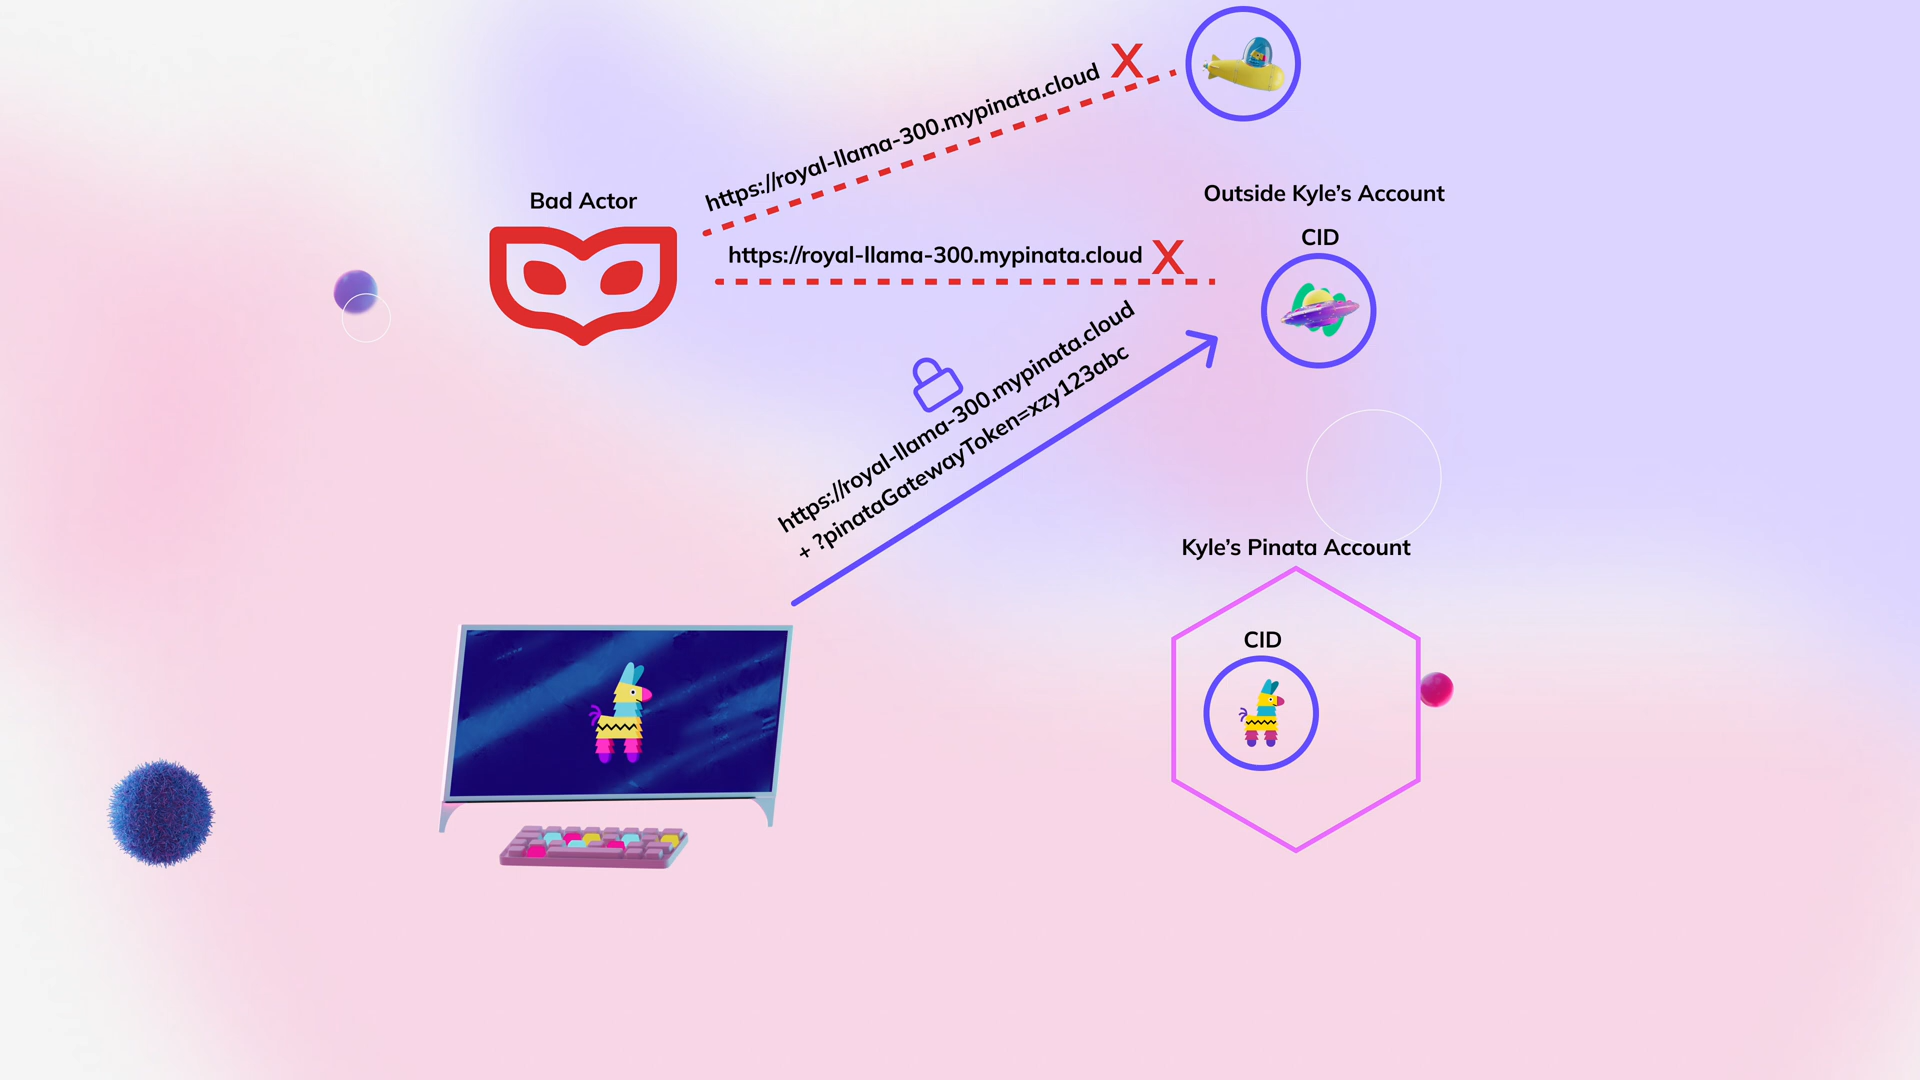 https://royal-llama-300.mypinata.cloud X
Bad Actor
Outside Kyle's Account
CID
https://royal-llama-300.mypinata.cloud X
https://royal-llama-300.mypinata.cloud
+ ?pinataGatewayToken=xzy123abc
Kyle's Pinata Account
CID